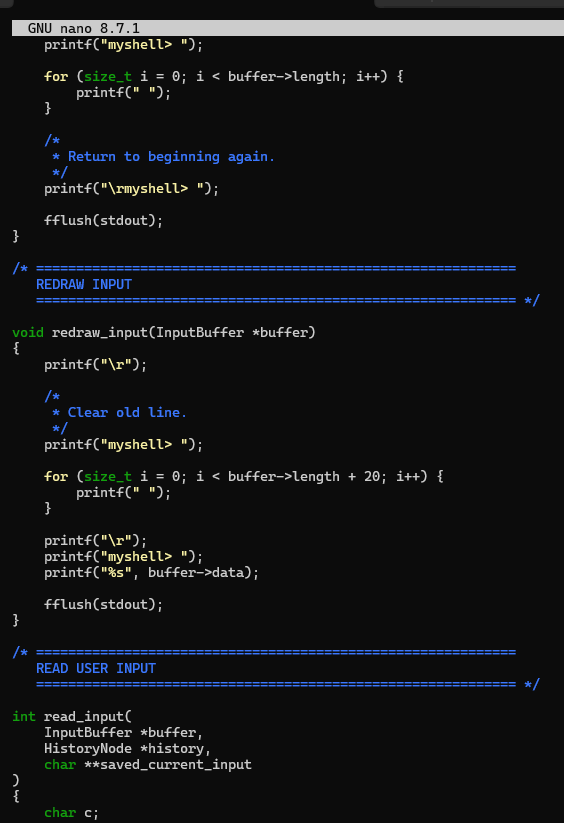 GNU nano 8.7.1
    printf("myshell> ");

    for (size_t i = 0; i < buffer->length; i++) {
        printf(" ");
    }

    /*
     * Return to beginning again.
     */
    printf("\rmyshell> ");

    fflush(stdout);
}

/* ============================================================
   REDRAW INPUT
   ============================================================ */

void redraw_input(InputBuffer *buffer)
{
    printf("\r");

    /*
     * Clear old line.
     */
    printf("myshell> ");

    for (size_t i = 0; i < buffer->length + 20; i++) {
        printf(" ");
    }

    printf("\r");
    printf("myshell> ");
    printf("%s", buffer->data);

    fflush(stdout);
}

/* ============================================================
   READ USER INPUT
   ============================================================ */

int read_input(
    InputBuffer *buffer,
    HistoryNode *history,
    char **saved_current_input
)
{
    char c;